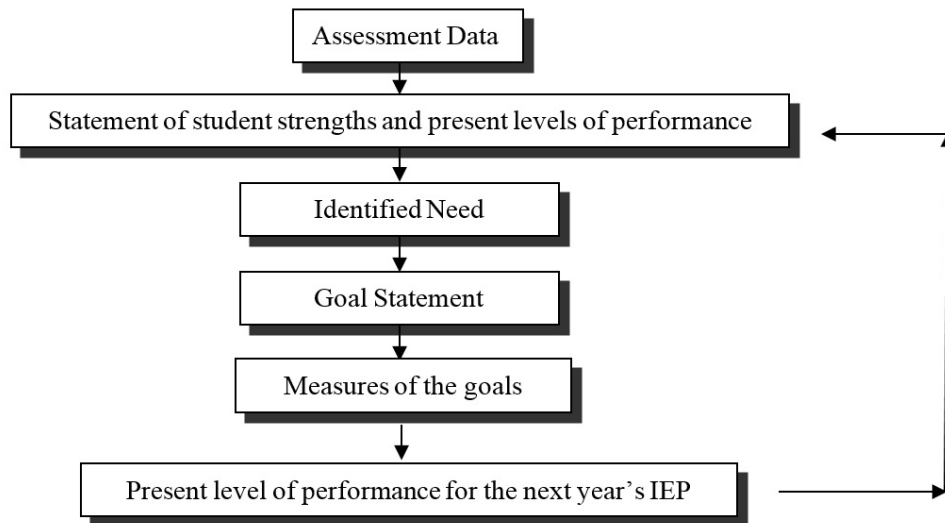 Assessment Data
Statement of student strengths and present levels of performance
Identified Need
Goal Statement
Measures of the goals
Present level of performance for the next year’s IEP